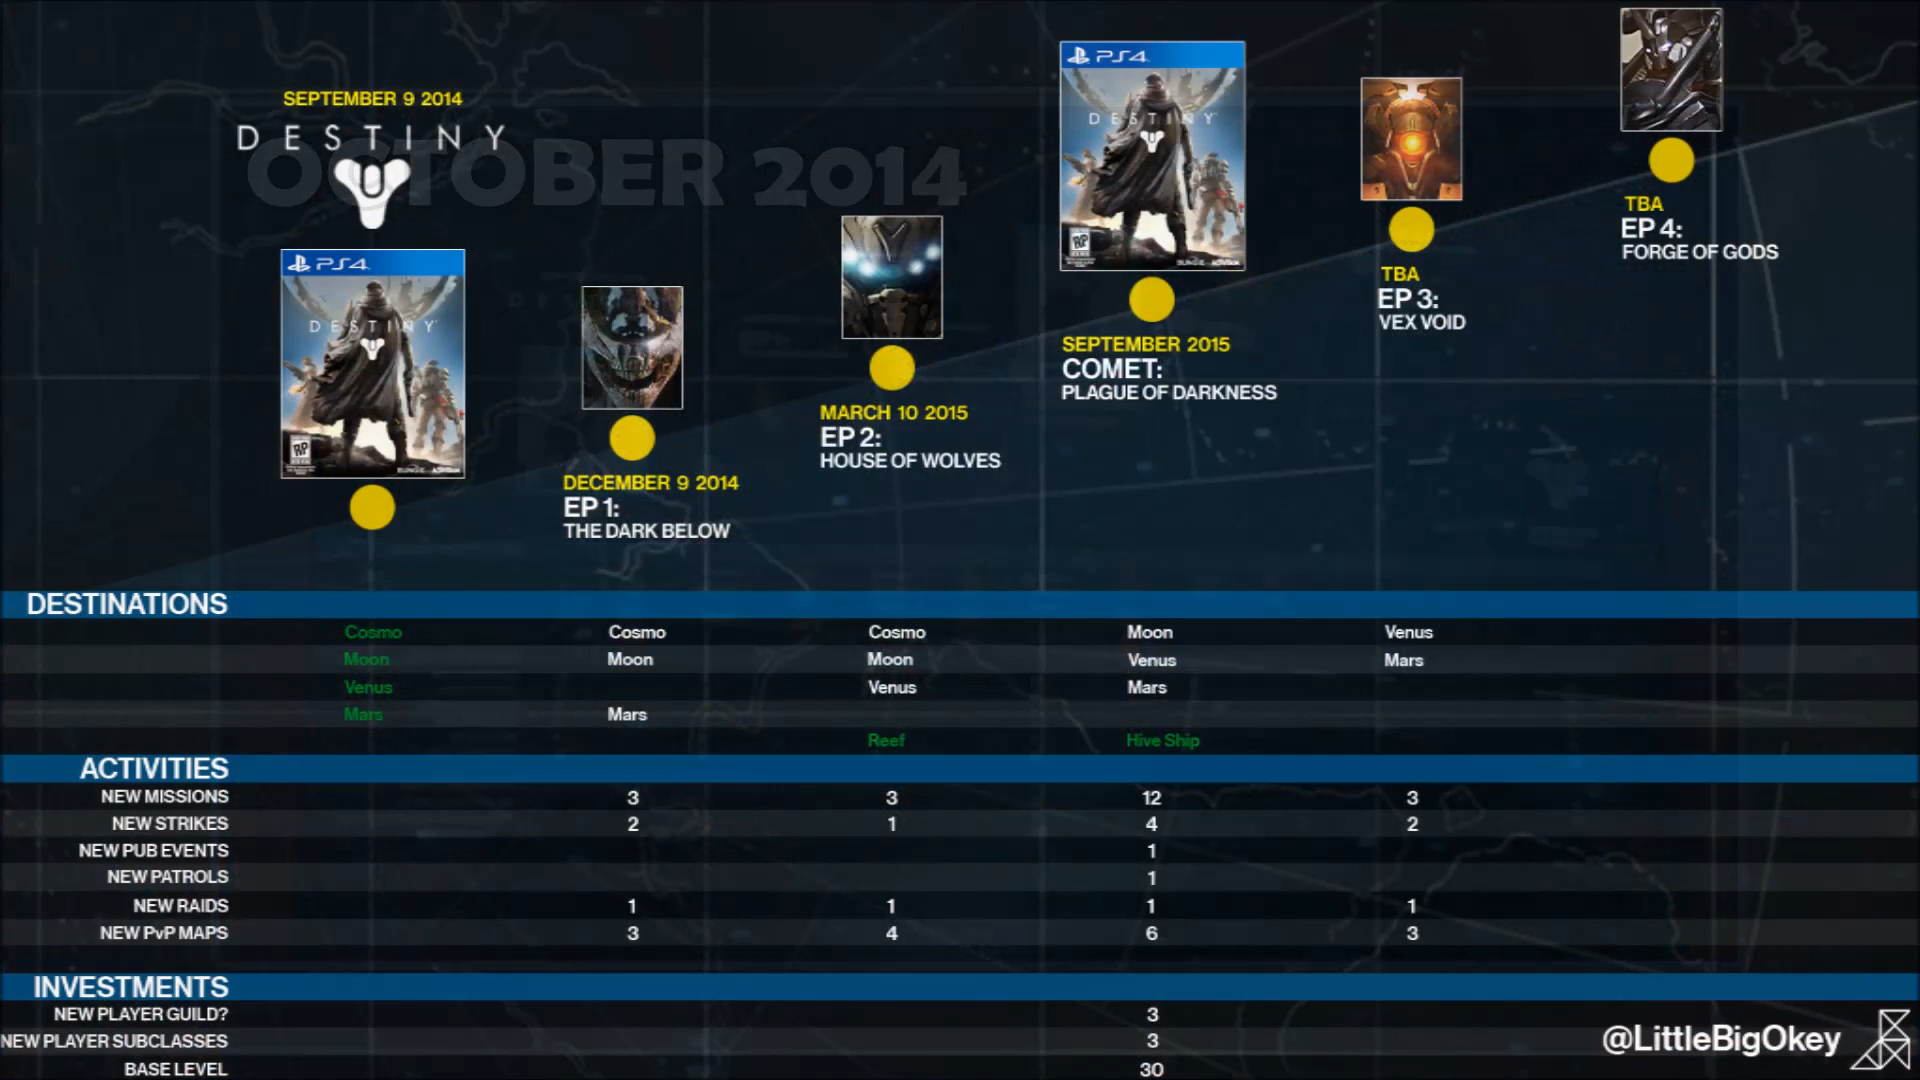 SEPTEMBER 9 2014
DESTINY
OCTOBER 2014
PS4
DESTINY
BUNGIE ACTIVISION
DECEMBER 9 2014
EP 1:
THE DARK BELOW
MARCH 10 2015
EP 2:
HOUSE OF WOLVES
PS4
DESTINY
BUNGIE ACTIVISION
SEPTEMBER 2015
COMET:
PLAGUE OF DARKNESS
TBA
EP 3:
VEX VOID
TBA
EP 4:
FORGE OF GODS
DESTINATIONS
Cosmo Cosmo Cosmo Moon Venus
Moon Moon Moon Venus Mars
Venus Venus Mars
Mars Mars
Reef Hive Ship
ACTIVITIES
NEW MISSIONS 3 3 12 3
NEW STRIKES 2 1 4 2
NEW PUB EVENTS 1
NEW PATROLS 1
NEW RAIDS 1 1 1 1
NEW PvP MAPS 3 4 6 3
INVESTMENTS
NEW PLAYER GUILD? 3
NEW PLAYER SUBCLASSES 3
BASE LEVEL 30
@LittleBigOkey